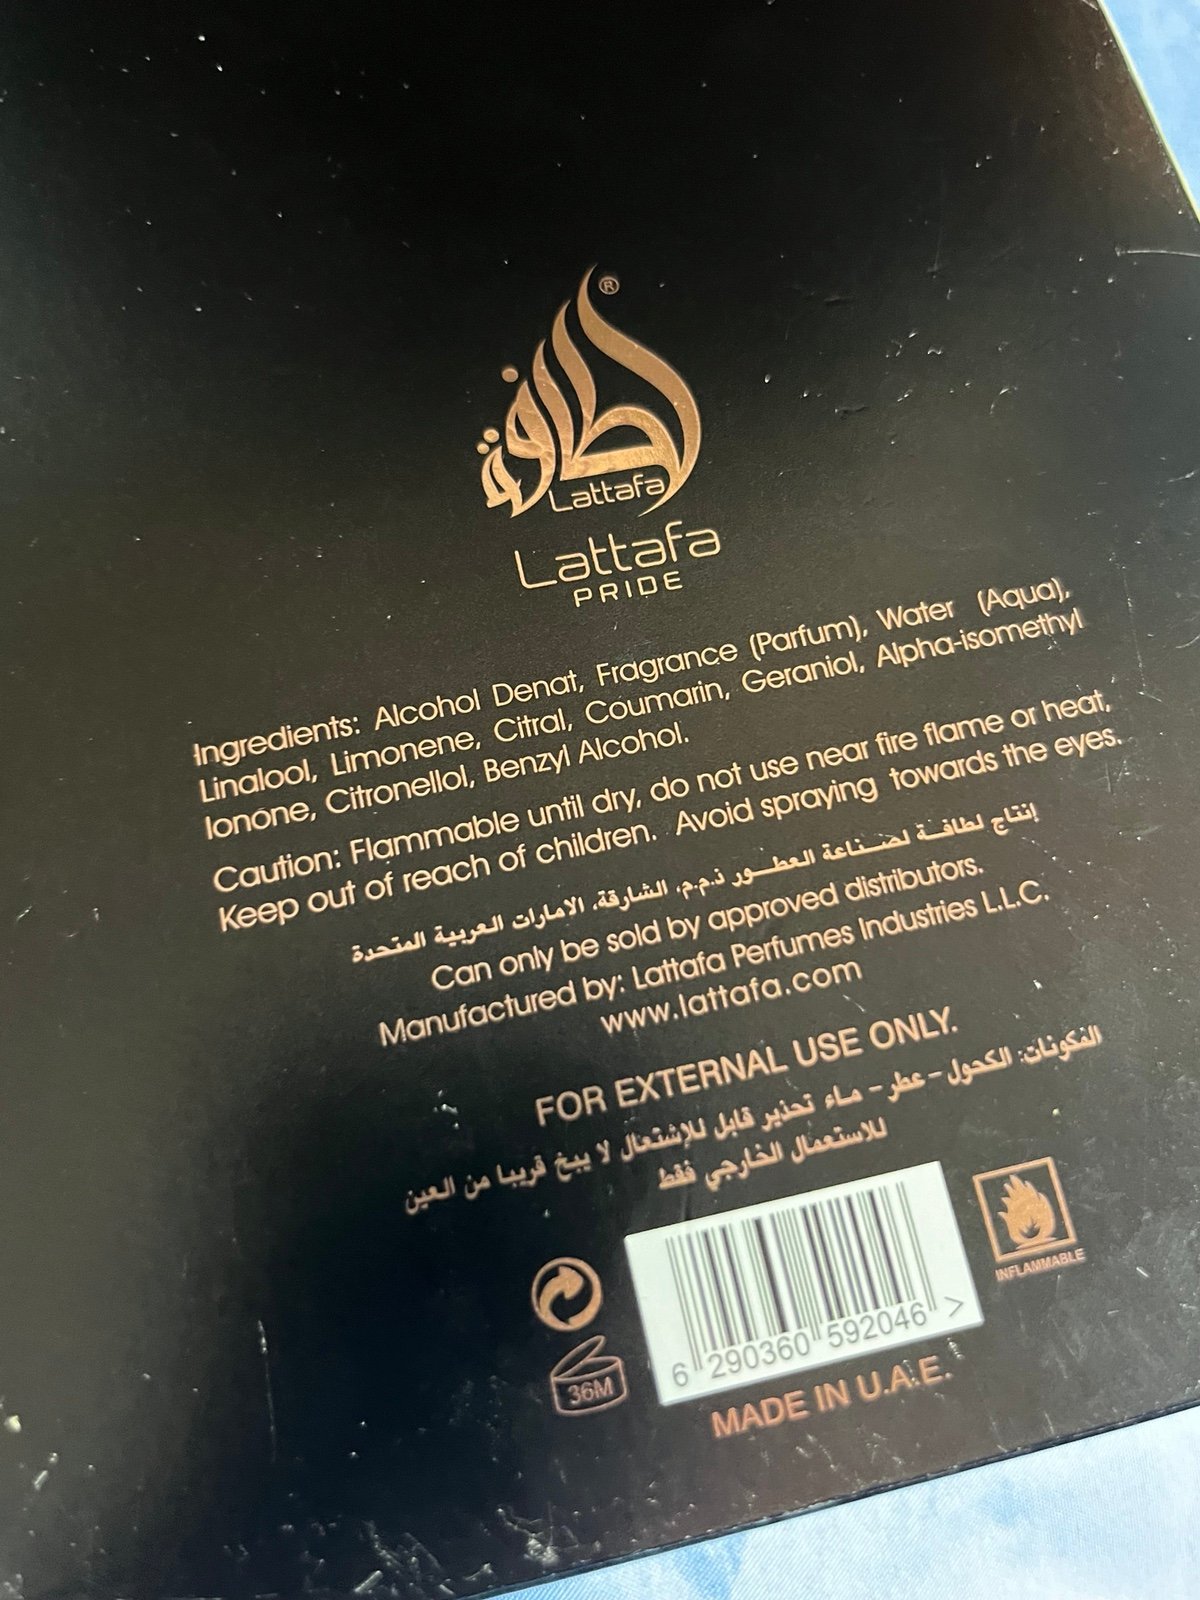 لطافة
®
Lattafa
Lattafa
PRIDE
Ingredients: Alcohol Denat, Fragrance (Parfum), Water (Aqua),
Linalool, Limonene, Citral, Coumarin, Geraniol, Alpha-isomethyl
Ionone, Citronellol, Benzyl Alcohol.
Caution: Flammable until dry, do not use near fire flame or heat,
Keep out of reach of children. Avoid spraying towards the eyes.
إنتاج لطافة لصناعة العطور ذ.م.م. الشارقة، الامارات العربية المتحدة
Can only be sold by approved distributors.
Manufactured by: Lattafa Perfumes Industries L.L.C.
www.lattafa.com
FOR EXTERNAL USE ONLY.
المكونات: الكحول - عطر - ماء تحذير قابل للإشتعال لا يبخ قريبا من العين
للاستعمال الخارجي فقط
INFLAMMABLE
36M
6 290360 592046 >
MADE IN U.A.E.